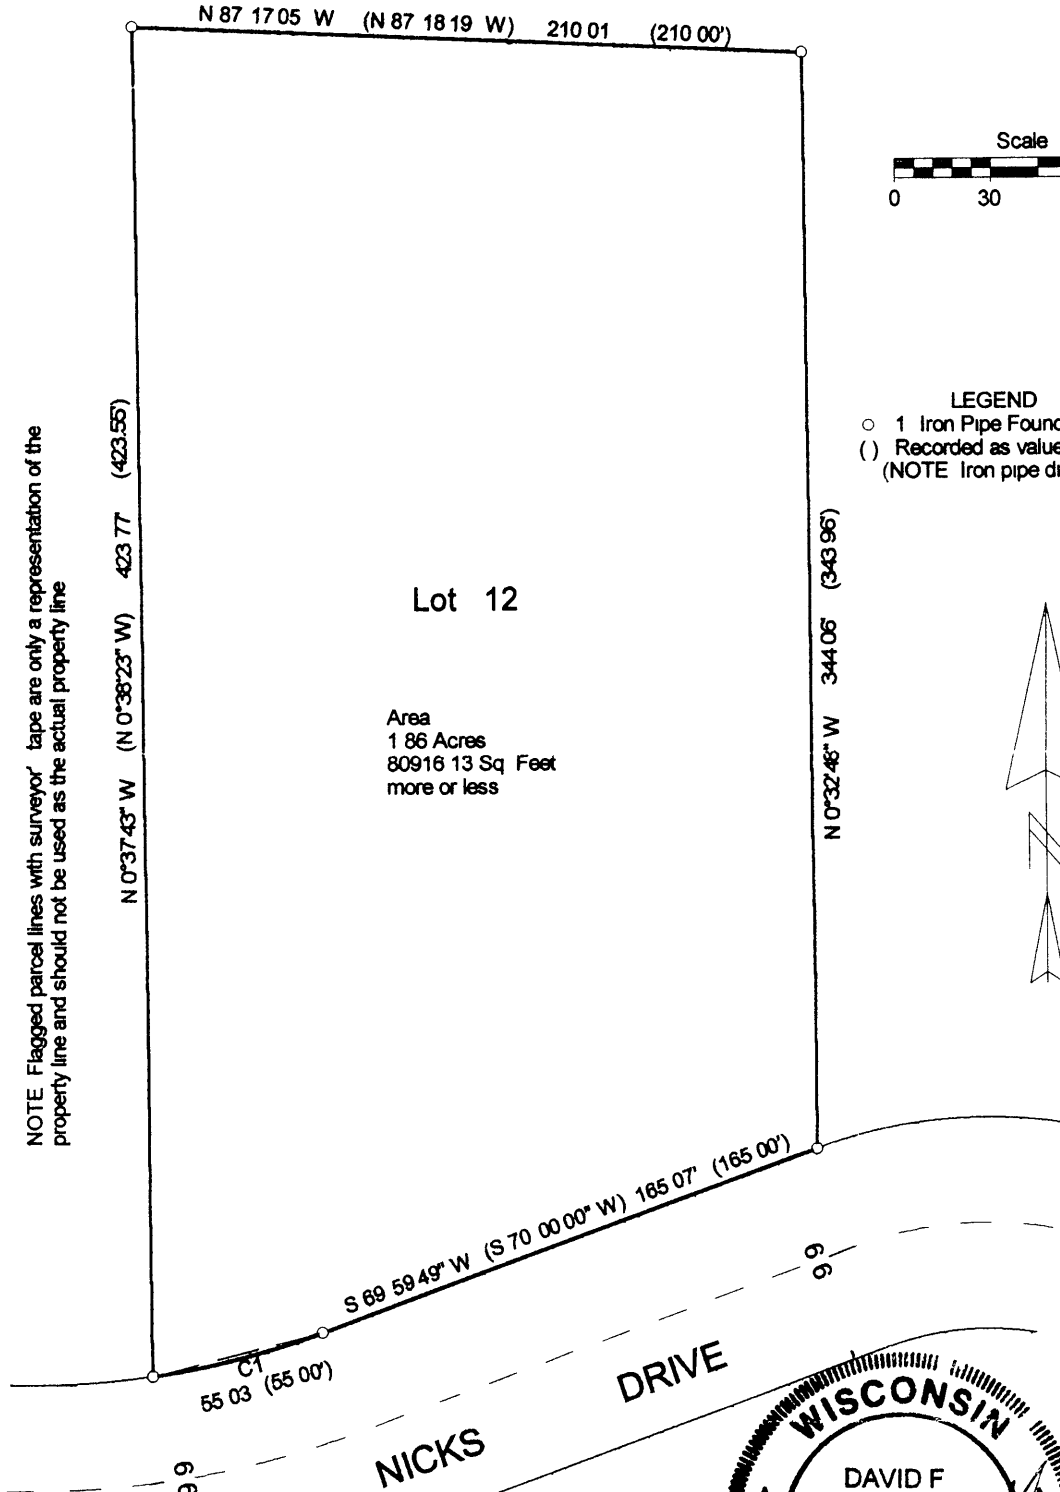 N 87 17 05 W (N 87 18 19 W) 210 01 (210 00')
Scale
0 30
LEGEND
○ 1 Iron Pipe Found
( ) Recorded as value
(NOTE Iron pipe
NOTE Flagged parcel lines with surveyor' tape are only a representation of the
property line and should not be used as the actual property line
N 0°37'43" W (N 0°38'23" W) 423 77' (423.55')
N 0°32'48" W 344 06' (343 96')
Lot 12
Area
1 86 Acres
80916 13 Sq Feet
more or less
N
S 69 59 49" W (S 70 00 00" W) 165 07' (165 00')
C1
55 03 (55 00')
66
66
NICKS DRIVE
WISCONSIN
DAVID F